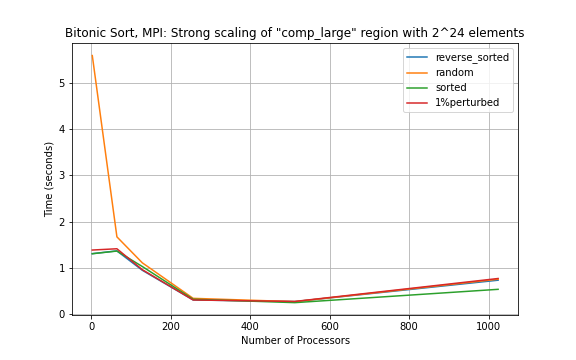 Bitonic Sort, MPI: Strong scaling of "comp_large" region with 2^24 elements
reverse_sorted
random
sorted
1%perturbed
Time (seconds)
5
4
3
2
1
0
0 200 400 600 800 1000
Number of Processors